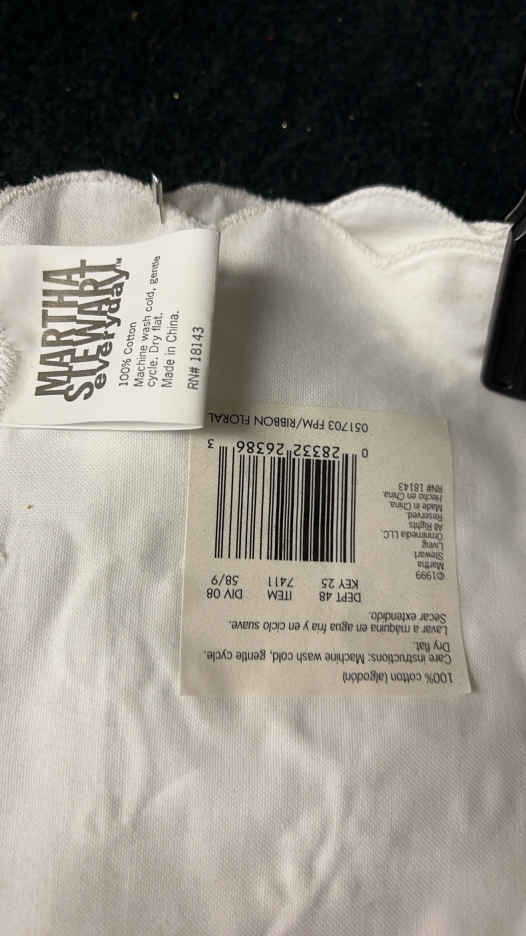 MARTHA
STEWART
everyday™
100% Cotton
Machine wash cold, gentle
cycle. Dry flat.
Made in China.
RN# 18143
100% cotton (algodón)
Care instructions: Machine wash cold, gentle cycle.
Dry flat.
Lavar a máquina en agua fria y en ciclo suave.
Secar extendido.
DEPT 48 ITEM DIV 08
KEY 25 7411 58/9
©1999
Martha
Stewart
Living
Omnimedia LLC.
All Rights
Reserved.
Made in China.
Hecho en China.
RN# 18143
0 28332 26386 3
051703 FPM/RIBBON FLORAL